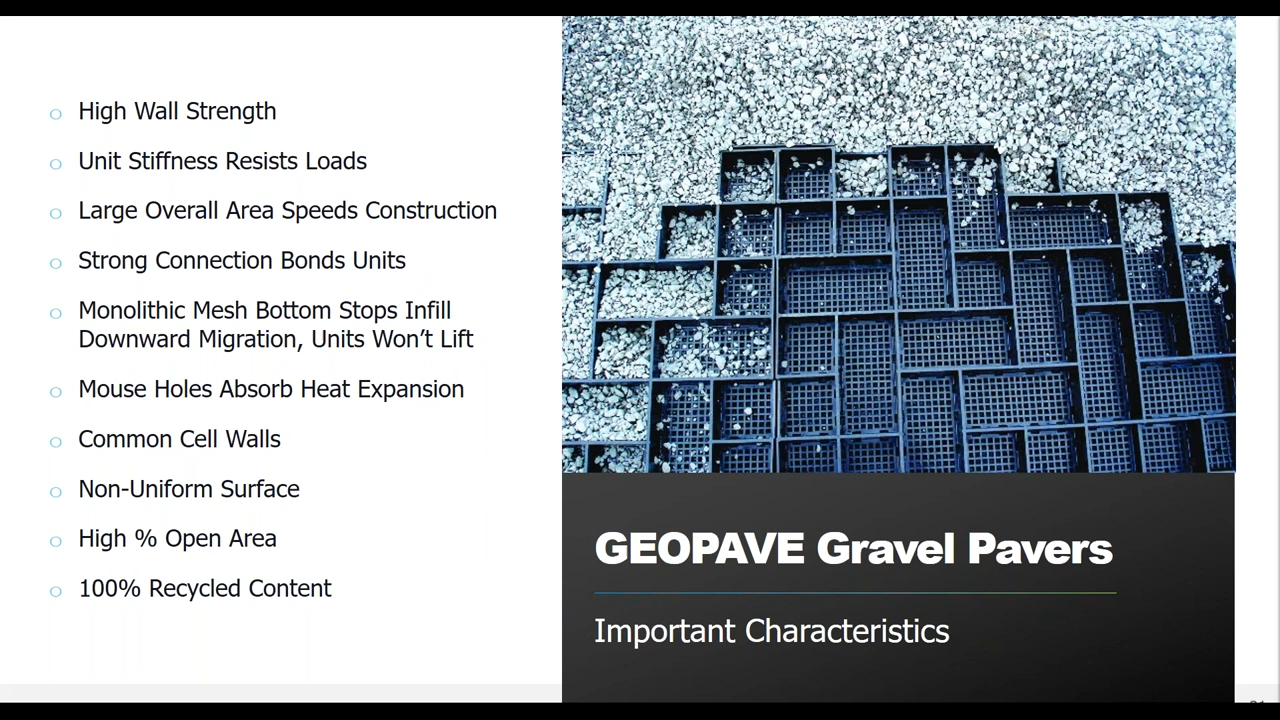 High Wall Strength
Unit Stiffness Resists Loads
Large Overall Area Speeds Construction
Strong Connection Bonds Units
Monolithic Mesh Bottom Stops Infill
Downward Migration, Units Won’t Lift
Mouse Holes Absorb Heat Expansion
Common Cell Walls
Non-Uniform Surface
High % Open Area
100% Recycled Content
GEOPAVE Gravel Pavers
Important Characteristics